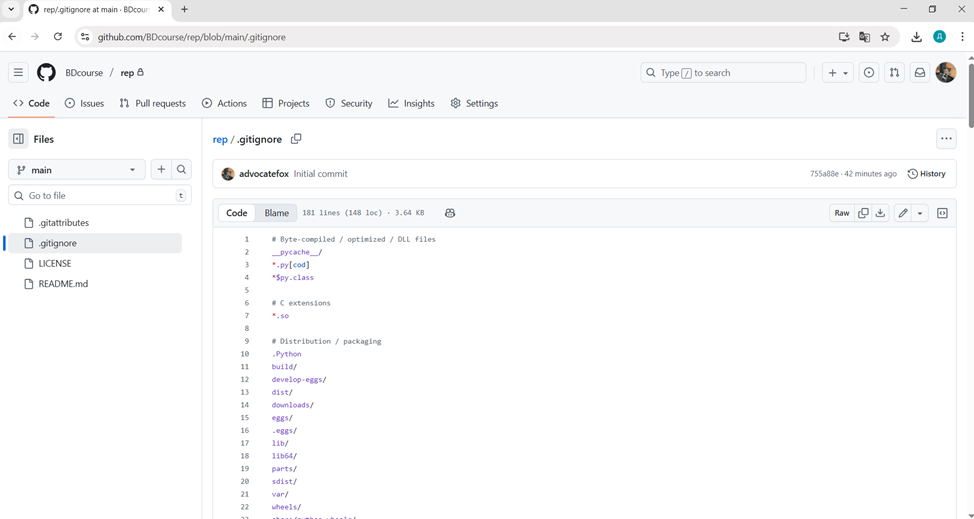 rep/.gitignore at main · BDcours
github.com/BDcourse/rep/blob/main/.gitignore
Д
BDcourse / rep
Type / to search
Code
Issues
Pull requests
Actions
Projects
Security
Insights
Settings
Files
main
Go to file
t
.gitattributes
.gitignore
LICENSE
README.md
rep / .gitignore
advocatefox Initial commit
755a88e · 42 minutes ago
History
Code
Blame
181 lines (148 loc) · 3.64 KB
Raw
1 # Byte-compiled / optimized / DLL files
2 __pycache__/
3 *.py[cod]
4 *$py.class
5
6 # C extensions
7 *.so
8
9 # Distribution / packaging
10 .Python
11 build/
12 develop-eggs/
13 dist/
14 downloads/
15 eggs/
16 .eggs/
17 lib/
18 lib64/
19 parts/
20 sdist/
21 var/
22 wheels/